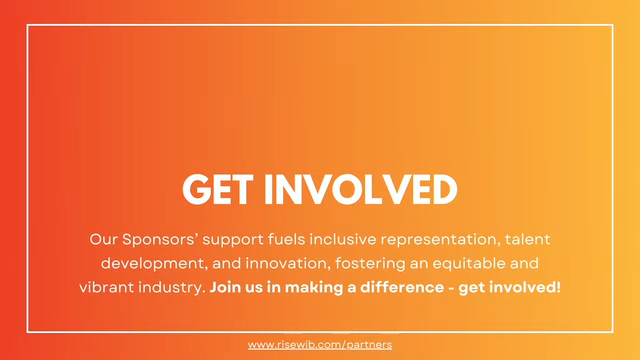 GET INVOLVED
Our Sponsors’ support fuels inclusive representation, talent
development, and innovation, fostering an equitable and
vibrant industry. Join us in making a difference - get involved!
www.risewib.com/partners